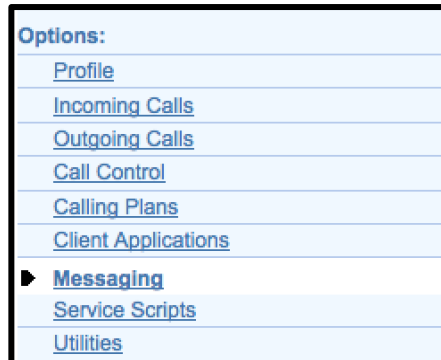 Options:
Profile
Incoming Calls
Outgoing Calls
Call Control
Calling Plans
Client Applications
Messaging
Service Scripts
Utilities